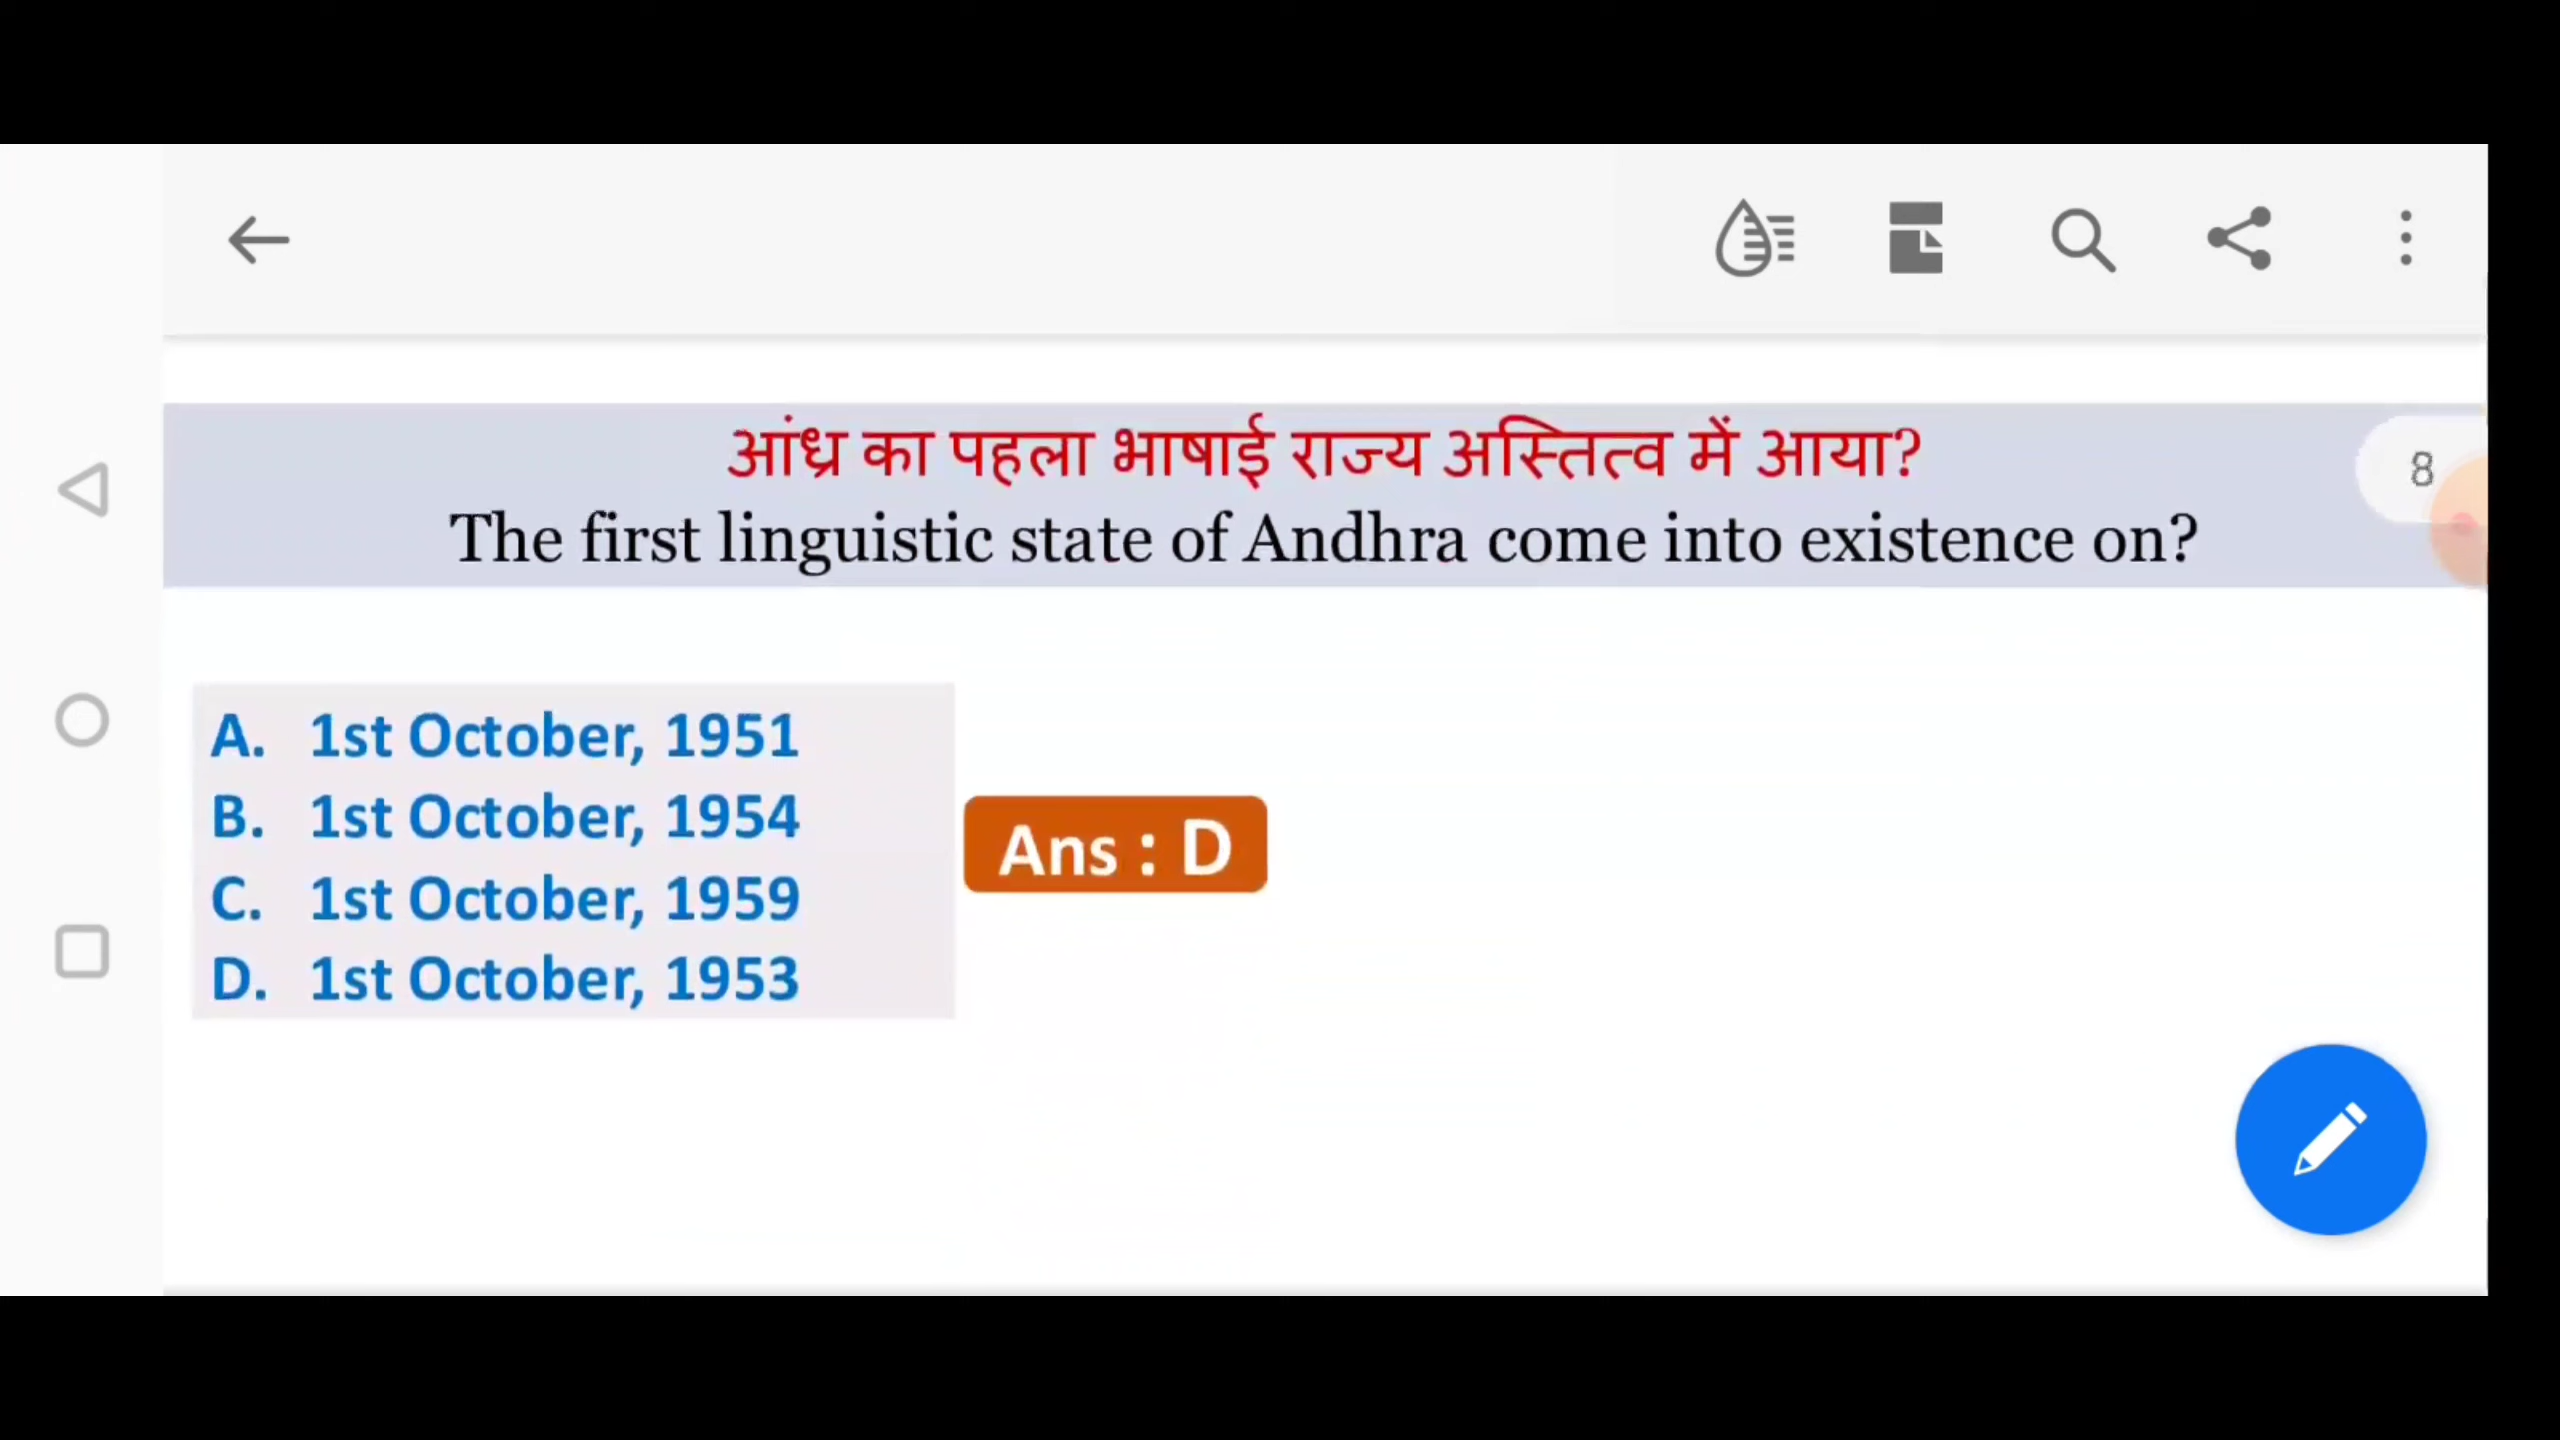 आंध्र का पहला भाषाई राज्य अस्तित्व में आया?
8
The first linguistic state of Andhra come into existence on?
A. 1st October, 1951
B. 1st October, 1954
C. 1st October, 1959
D. 1st October, 1953
Ans : D